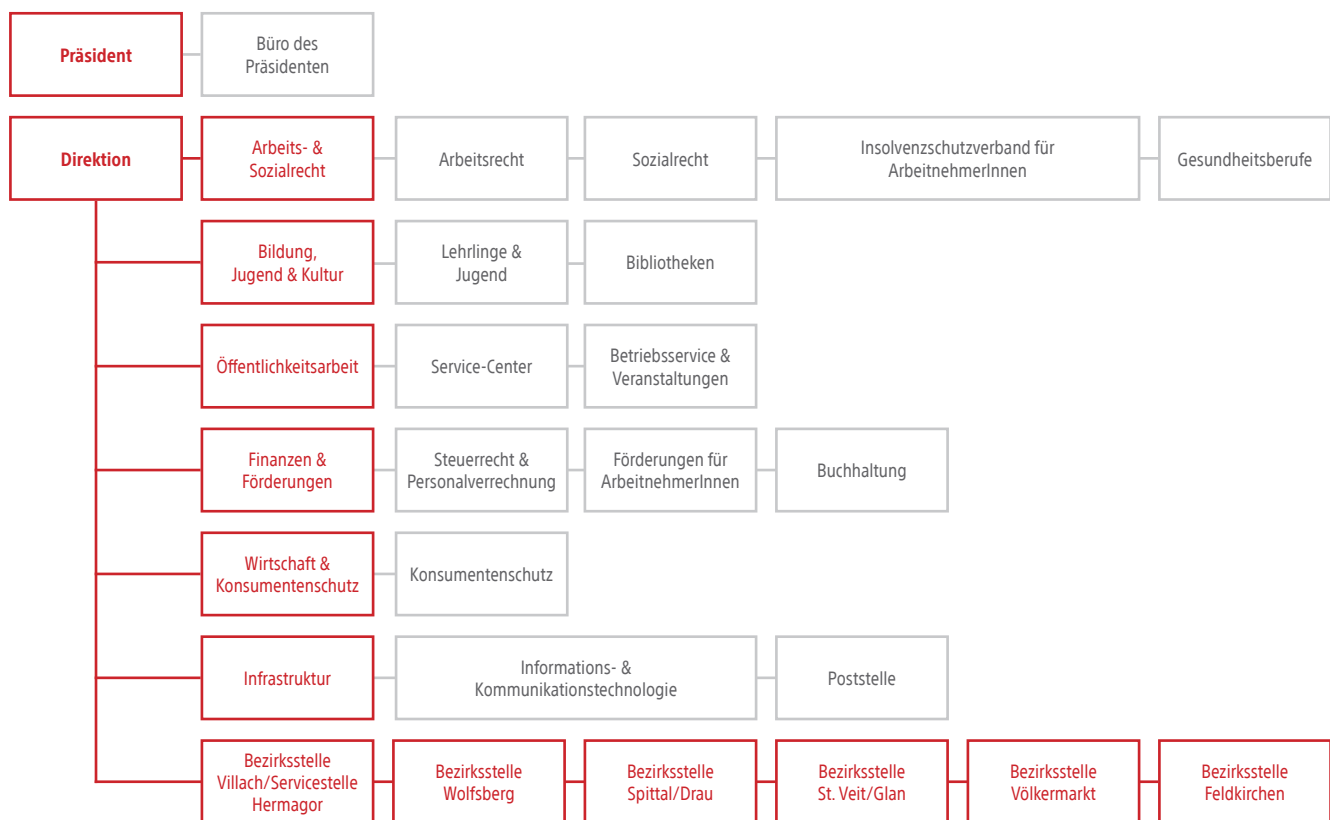 Präsident
Büro des
Präsidenten
Direktion
Arbeits- &
Sozialrecht
Arbeitsrecht
Sozialrecht
Insolvenzschutzverband für
ArbeitnehmerInnen
Gesundheitsberufe
Bildung,
Jugend & Kultur
Lehrlinge &
Jugend
Bibliotheken
Öffentlichkeitsarbeit
Service-Center
Betriebsservice &
Veranstaltungen
Finanzen &
Förderungen
Steuerrecht &
Personalverrechnung
Förderungen für
ArbeitnehmerInnen
Buchhaltung
Wirtschaft &
Konsumentenschutz
Konsumentenschutz
Infrastruktur
Informations- &
Kommunikationstechnologie
Poststelle
Bezirksstelle
Villach/Servicestelle
Hermagor
Bezirksstelle
Wolfsberg
Bezirksstelle
Spittal/Drau
Bezirksstelle
St. Veit/Glan
Bezirksstelle
Völkermarkt
Bezirksstelle
Feldkirchen